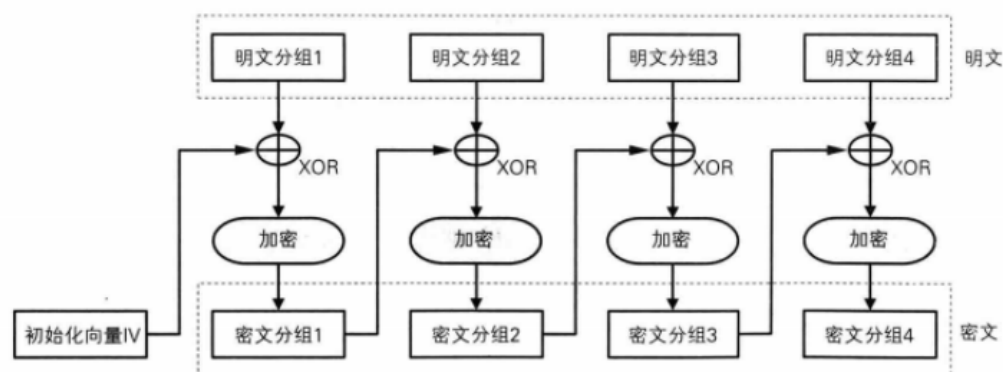 明文分组1
明文分组2
明文分组3
明文分组4
明文
XOR
XOR
XOR
XOR
加密
加密
加密
加密
初始化向量IV
密文分组1
密文分组2
密文分组3
密文分组4
密文